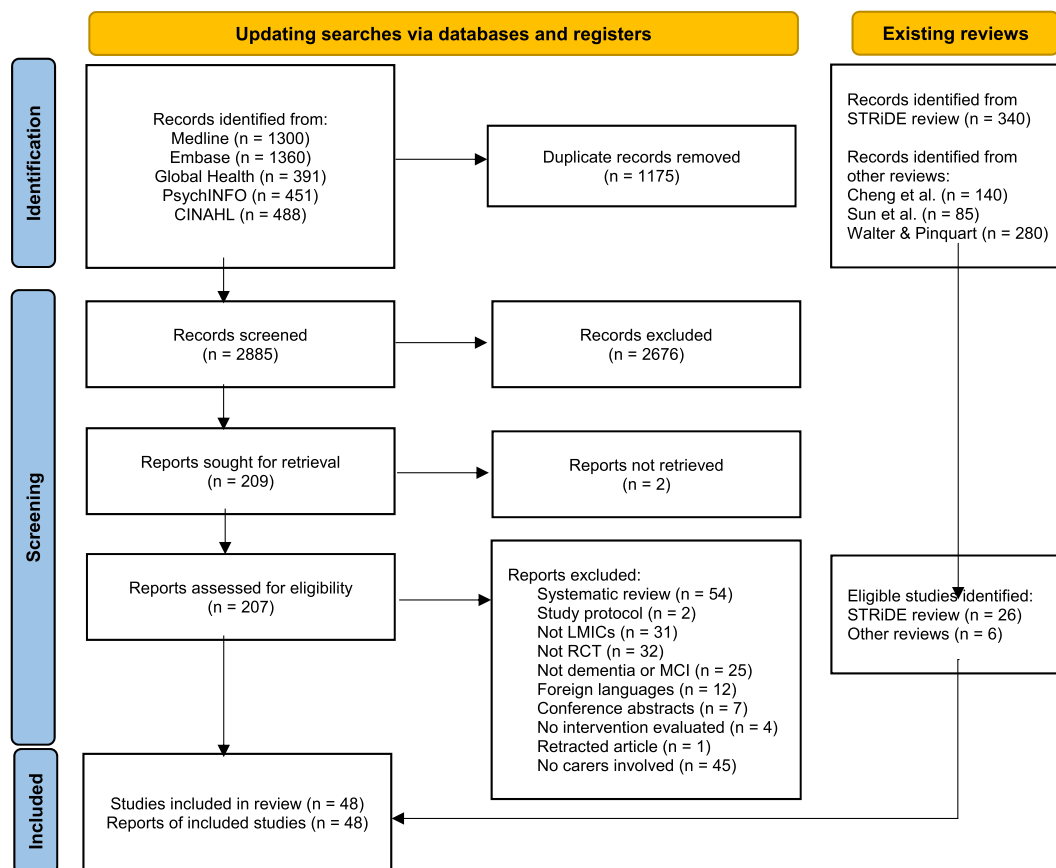 Updating searches via databases and registers
Existing reviews
Identification
Records identified from:
Medline (n = 1300)
Embase (n = 1360)
Global Health (n = 391)
PsychINFO (n = 451)
CINAHL (n = 488)
Duplicate records removed
(n = 1175)
Records identified from
STRiDE review (n = 340)
Records identified from
other reviews:
Cheng et al. (n = 140)
Sun et al. (n = 85)
Walter & Pinquart (n = 280)
Screening
Records screened
(n = 2885)
Records excluded
(n = 2676)
Reports sought for retrieval
(n = 209)
Reports not retrieved
(n = 2)
Reports assessed for eligibility
(n = 207)
Reports excluded:
Systematic review (n = 54)
Study protocol (n = 2)
Not LMICs (n = 31)
Not RCT (n = 32)
Not dementia or MCI (n = 25)
Foreign languages (n = 12)
Conference abstracts (n = 7)
No intervention evaluated (n = 4)
Retracted article (n = 1)
No carers involved (n = 45)
Eligible studies identified:
STRiDE review (n = 26)
Other reviews (n = 6)
Included
Studies included in review (n = 48)
Reports of included studies (n = 48)